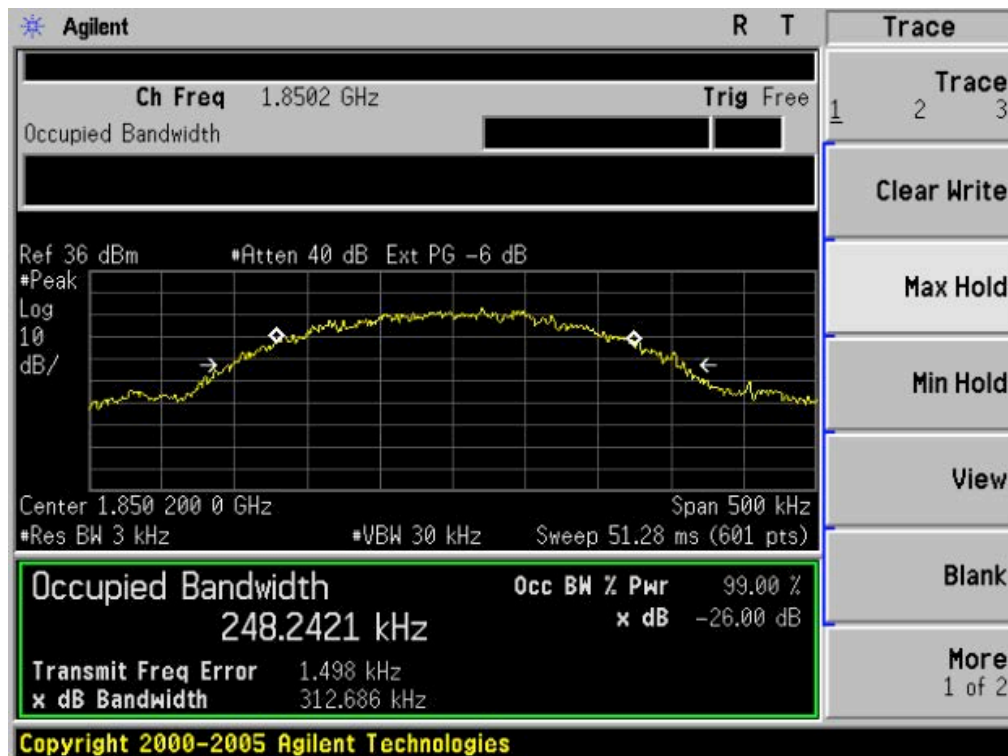 Agilent R T
Ch Freq 1.8502 GHz Trig Free
Occupied Bandwidth
Ref 36 dBm #Atten 40 dB Ext PG -6 dB
#Peak
Log
10
dB/
Center 1.850 200 0 GHz Span 500 kHz
#Res BW 3 kHz #VBW 30 kHz Sweep 51.28 ms (601 pts)
Occupied Bandwidth Occ BW % Pwr 99.00 %
248.2421 kHz x dB -26.00 dB
Transmit Freq Error 1.498 kHz
x dB Bandwidth 312.686 kHz
Copyright 2000-2005 Agilent Technologies
Trace
Trace
1 2 3
Clear Write
Max Hold
Min Hold
View
Blank
More
1 of 2